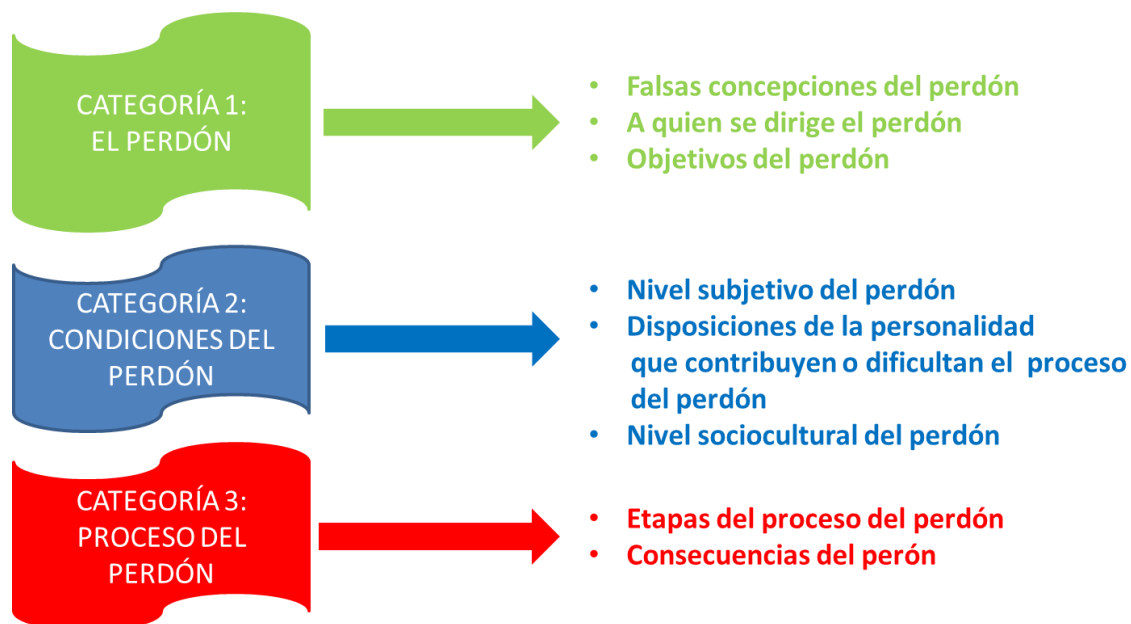 CATEGORÍA 1:
EL PERDÓN
• Falsas concepciones del perdón
• A quien se dirige el perdón
• Objetivos del perdón
CATEGORÍA 2:
CONDICIONES DEL
PERDÓN
• Nivel subjetivo del perdón
• Disposiciones de la personalidad
que contribuyen o dificultan el proceso
del perdón
• Nivel sociocultural del perdón
CATEGORÍA 3:
PROCESO DEL
PERDÓN
• Etapas del proceso del perdón
• Consecuencias del perón